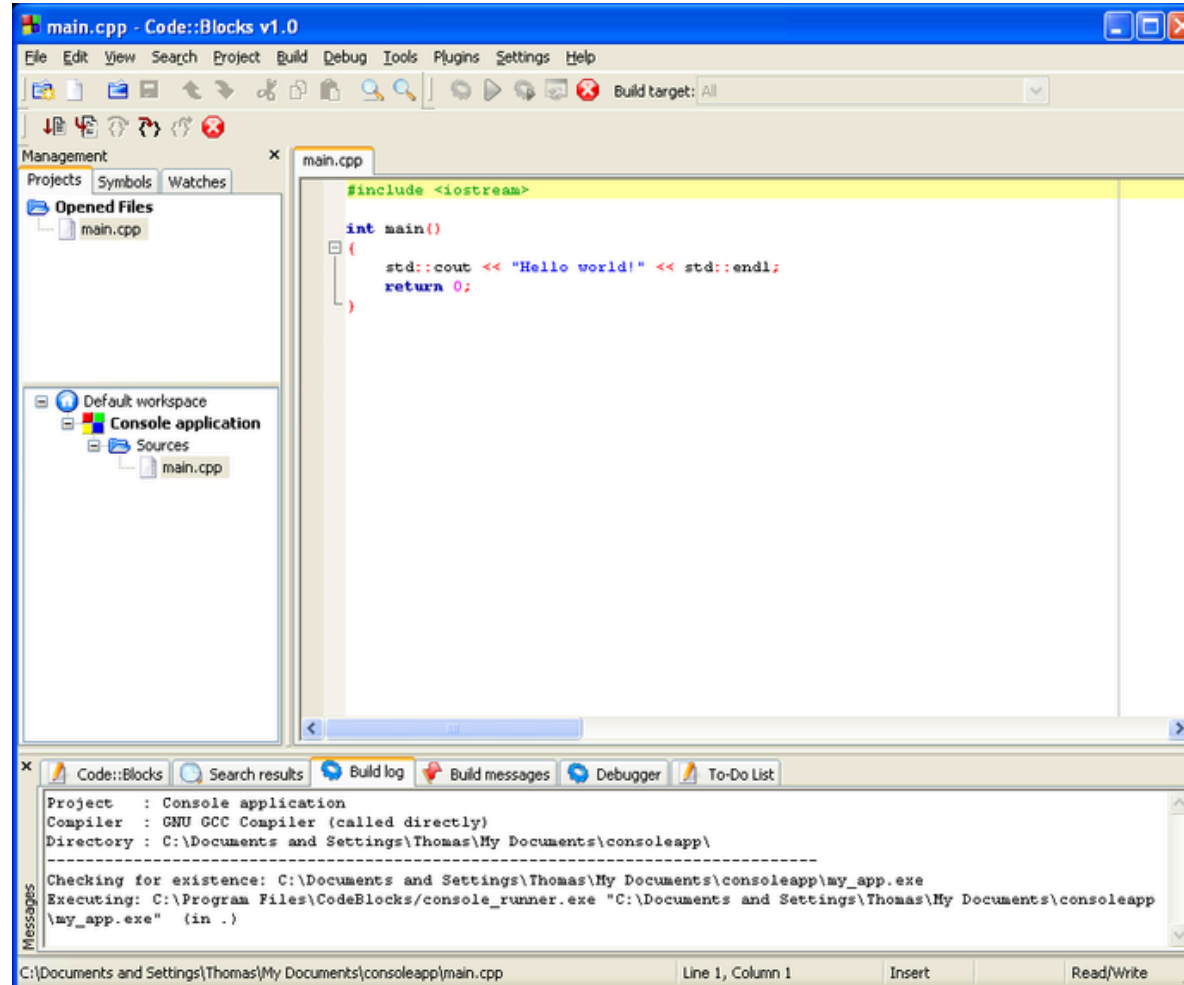 main.cpp - Code::Blocks v1.0
File Edit View Search Project Build Debug Tools Plugins Settings Help
Build target: All
Management
Projects Symbols Watches
Opened Files
main.cpp
Default workspace
Console application
Sources
main.cpp
main.cpp
#include <iostream>
int main()
{
std::cout << "Hello world!" << std::endl;
return 0;
}
Code::Blocks Search results Build log Build messages Debugger To-Do List
Messages
Project   : Console application
Compiler  : GNU GCC Compiler (called directly)
Directory : C:\Documents and Settings\Thomas\My Documents\consoleapp\
--------------------------------------------------------------------------------
Checking for existence: C:\Documents and Settings\Thomas\My Documents\consoleapp\my_app.exe
Executing: C:\Program Files\CodeBlocks/console_runner.exe "C:\Documents and Settings\Thomas\My Documents\consoleapp
\my_app.exe"  (in .)
C:\Documents and Settings\Thomas\My Documents\consoleapp\main.cpp Line 1, Column 1 Insert Read/Write